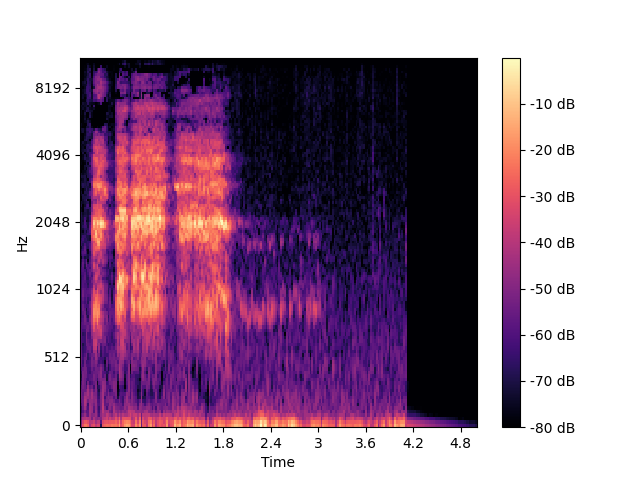 8192
4096
2048
1024
512
0
Hz
0 0.6 1.2 1.8 2.4 3 3.6 4.2 4.8
Time
-10 dB
-20 dB
-30 dB
-40 dB
-50 dB
-60 dB
-70 dB
-80 dB